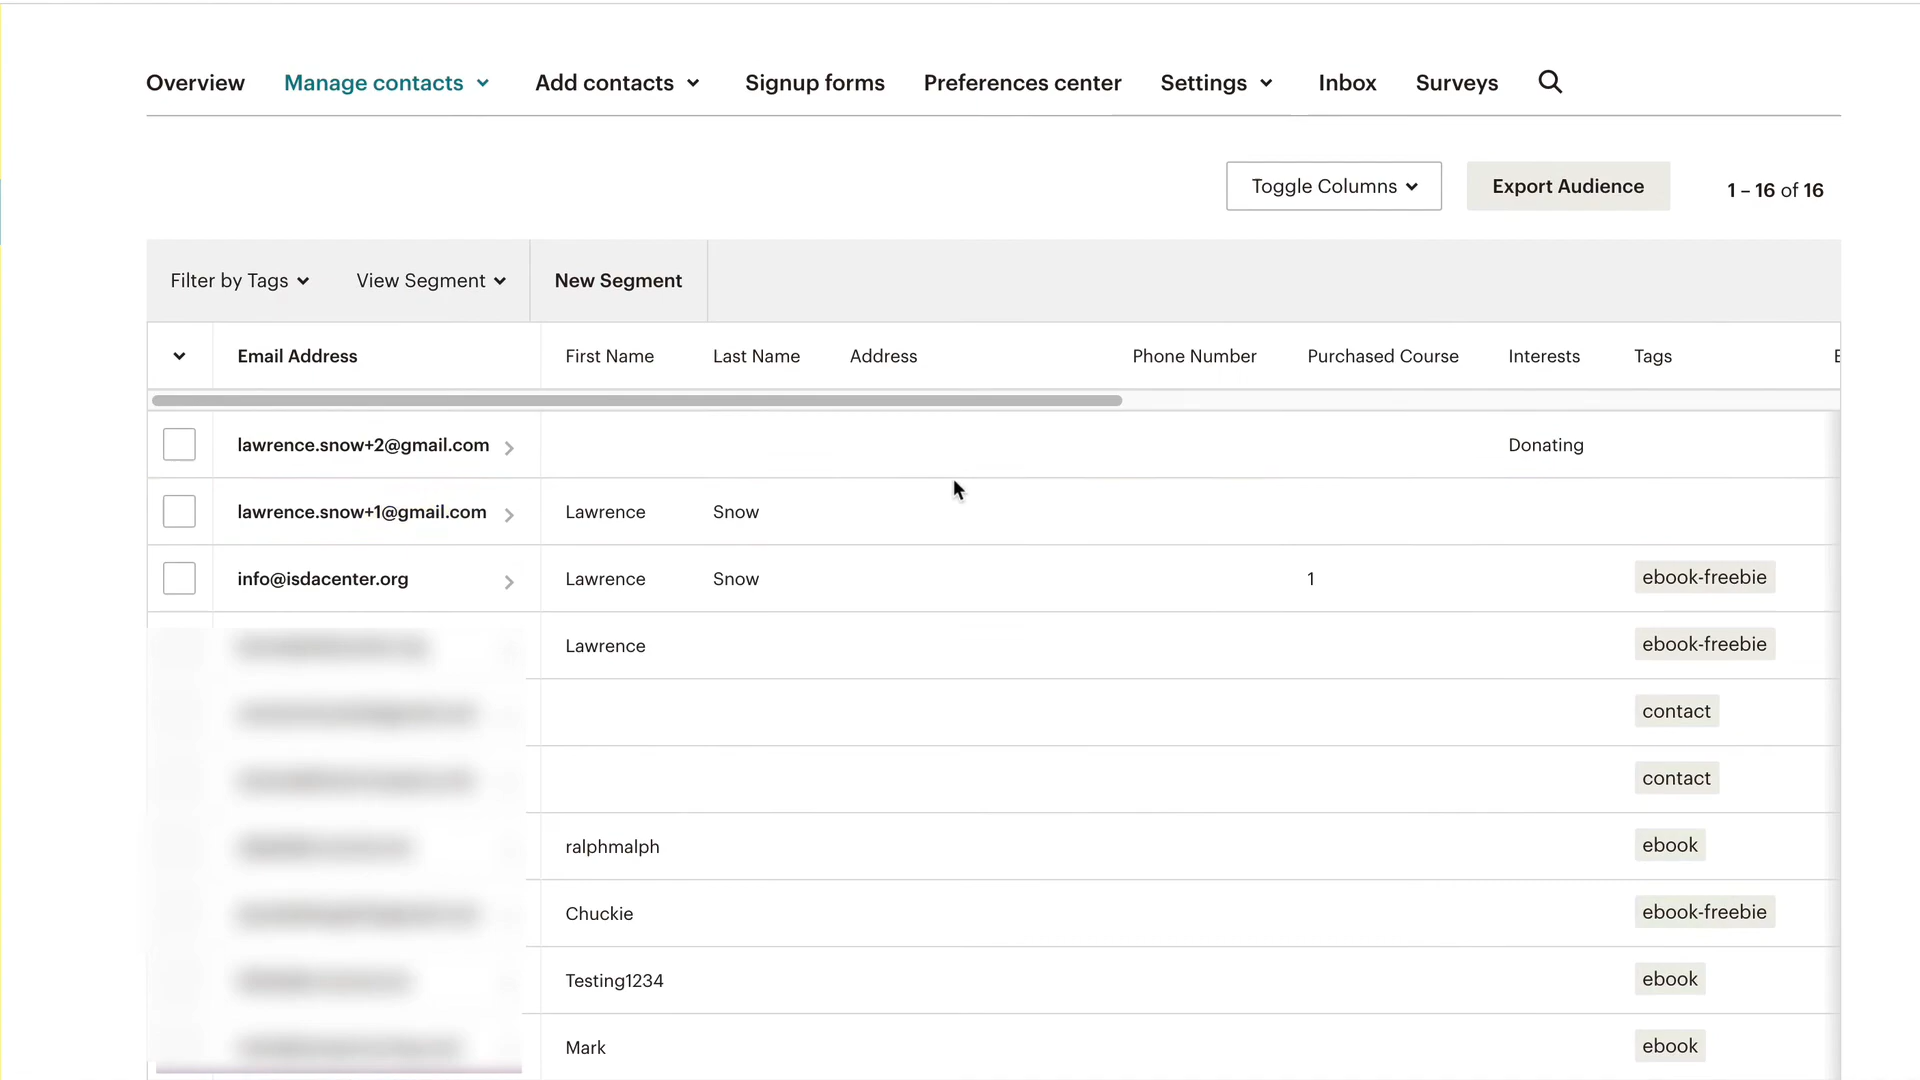 Overview Manage contacts Add contacts Signup forms Preferences center Settings Inbox Surveys
Toggle Columns Export Audience 1 – 16 of 16
Filter by Tags View Segment New Segment
Email Address First Name Last Name Address Phone Number Purchased Course Interests Tags
lawrence.snow+2@gmail.com Donating
lawrence.snow+1@gmail.com Lawrence Snow
info@isdacenter.org Lawrence Snow 1 ebook-freebie
Lawrence ebook-freebie
contact
contact
ralphmalph ebook
Chuckie ebook-freebie
Testing1234 ebook
Mark ebook